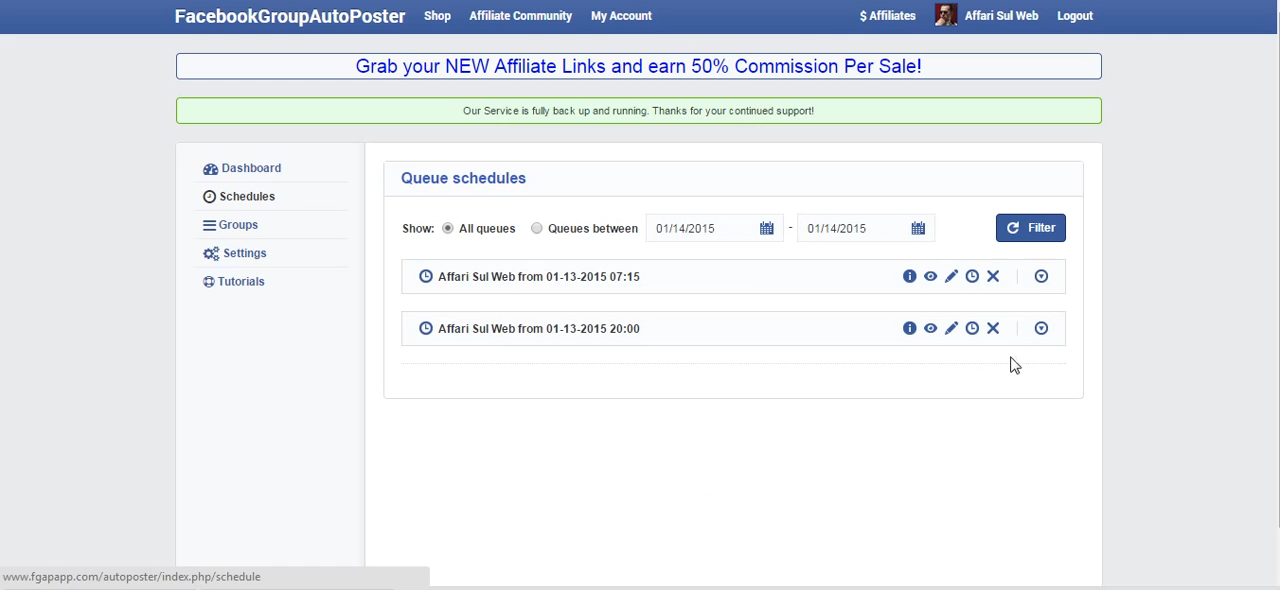 FacebookGroupAutoPoster Shop Affiliate Community My Account $ Affiliates Affari Sul Web Logout
Grab your NEW Affiliate Links and earn 50% Commission Per Sale!
Our Service is fully back up and running. Thanks for your continued support!
Dashboard
Schedules
Groups
Settings
Tutorials
Queue schedules
Show: All queues Queues between 01/14/2015 - 01/14/2015 Filter
Affari Sul Web from 01-13-2015 07:15
Affari Sul Web from 01-13-2015 20:00
www.fgapapp.com/autoposter/index.php/schedule